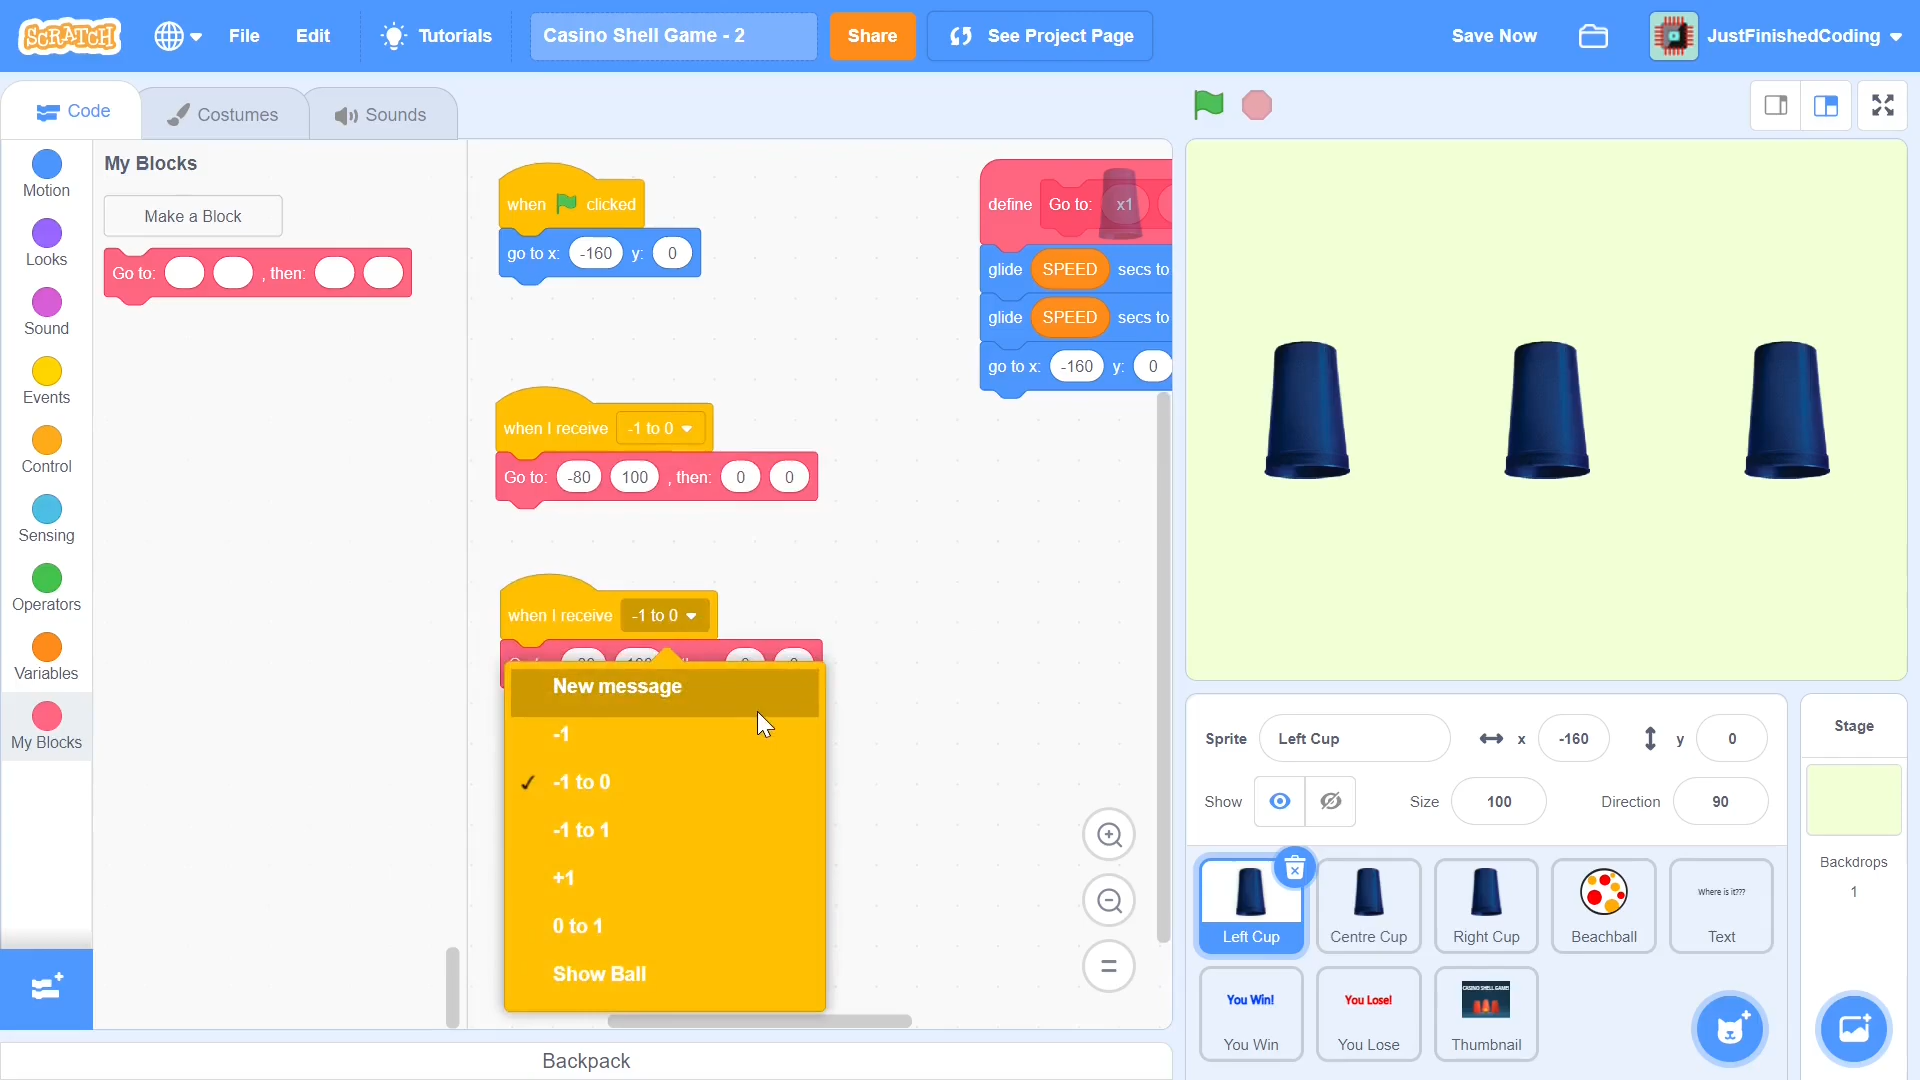 SCRATCH File Edit Tutorials Casino Shell Game - 2 Share See Project Page Save Now JustFinishedCoding
Code Costumes Sounds
Motion
Looks
Sound
Events
Control
Sensing
Operators
Variables
My Blocks
My Blocks
Make a Block
Go to: , then:
when clicked
go to x: -160 y: 0
when I receive -1 to 0
Go to: -80 100 , then: 0 0
when I receive -1 to 0
New message
-1
✓ -1 to 0
-1 to 1
+1
0 to 1
Show Ball
define Go to: x1
glide SPEED secs to
glide SPEED secs to
go to x: -160 y: 0
Backpack
Sprite Left Cup x -160 y 0
Show Size 100 Direction 90
Left Cup Centre Cup Right Cup Beachball
Where is it???
Text
You Win!
You Win
You Lose!
You Lose
CASINO SHELL GAME!
Thumbnail
Stage
Backdrops
1